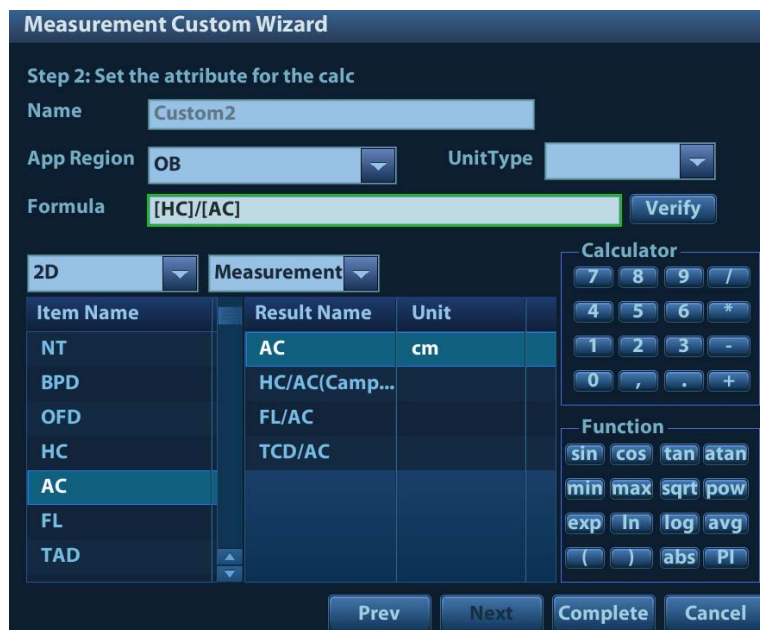 Measurement Custom Wizard
Step 2: Set the attribute for the calc
Name Custom2
App Region OB UnitType
Formula [HC]/[AC] Verify
2D Measurement
Item Name
NT
BPD
OFD
HC
AC
FL
TAD
Result Name Unit
AC cm
HC/AC(Camp...
FL/AC
TCD/AC
Calculator
7 8 9 /
4 5 6 *
1 2 3 -
0 , . +
Function
sin cos tan atan
min max sqrt pow
exp ln log avg
( ) abs PI
Prev Next Complete Cancel